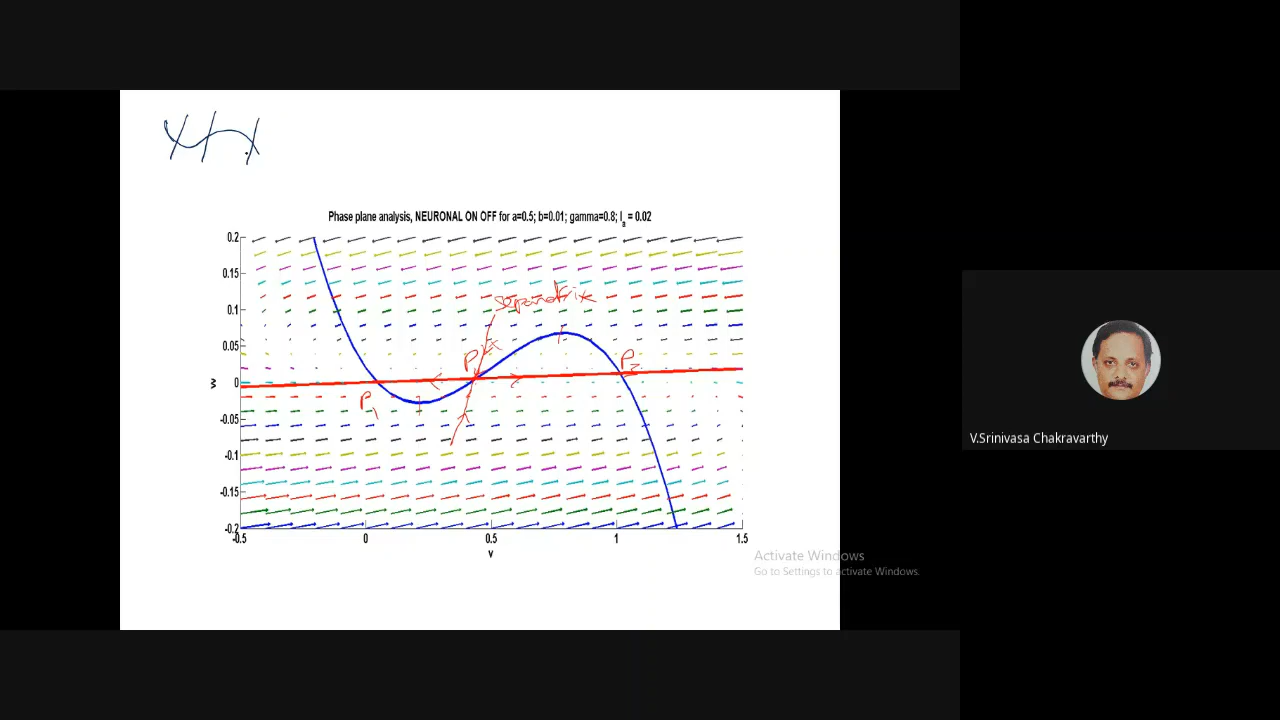 Phase plane analysis, NEURONAL ON OFF for a=0.5; b=0.01; gamma=0.8; Iₐ = 0.02
0.2
0.15
0.1
0.05
0
-0.05
-0.1
-0.15
-0.2
w
separatrix
P
P2
P1
-0.5
0
0.5
1
1.5
v
V.Srinivasa Chakravarthy
Activate Windows
Go to Settings to activate Windows.